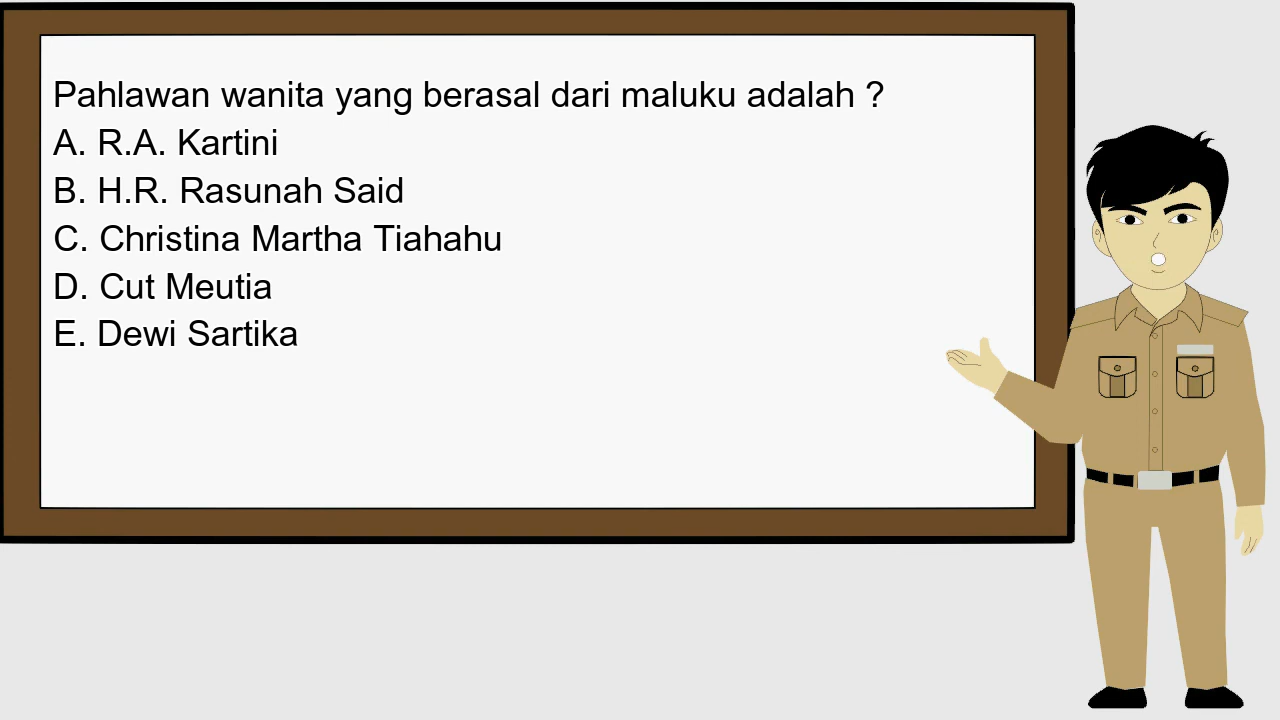 Pahlawan wanita yang berasal dari maluku adalah ?
A. R.A. Kartini
B. H.R. Rasunah Said
C. Christina Martha Tiahahu
D. Cut Meutia
E. Dewi Sartika